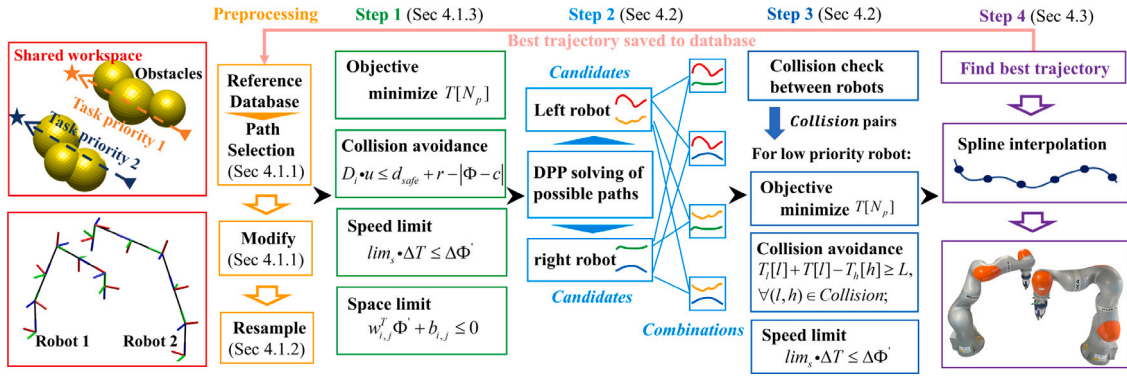 Preprocessing
Step 1 (Sec 4.1.3)
Step 2 (Sec 4.2)
Step 3 (Sec 4.2)
Step 4 (Sec 4.3)
Best trajectory saved to database
Shared workspace
Obstacles
Task priority 1
Task priority 2
Robot 1
Robot 2
Reference
Database
Path
Selection
(Sec 4.1.1)
Modify
(Sec 4.1.1)
Resample
(Sec 4.1.2)
Objective
minimize T[N_p]
Collision avoidance
D_i•u ≤ d_safe + r − |Φ − c|
Speed limit
lim_s•ΔT ≤ ΔΦ'
Space limit
w_{i,j}^T Φ' + b_{i,j} ≤ 0
Candidates
Left robot
DPP solving of
possible paths
right robot
Candidates
Combinations
Collision check
between robots
Collision pairs
For low priority robot:
Objective
minimize T[N_p]
Collision avoidance
T_l[l] + T[l] − T_h[h] ≥ L,
∀(l, h) ∈ Collision;
Speed limit
lim_s•ΔT ≤ ΔΦ'
Find best trajectory
Spline interpolation